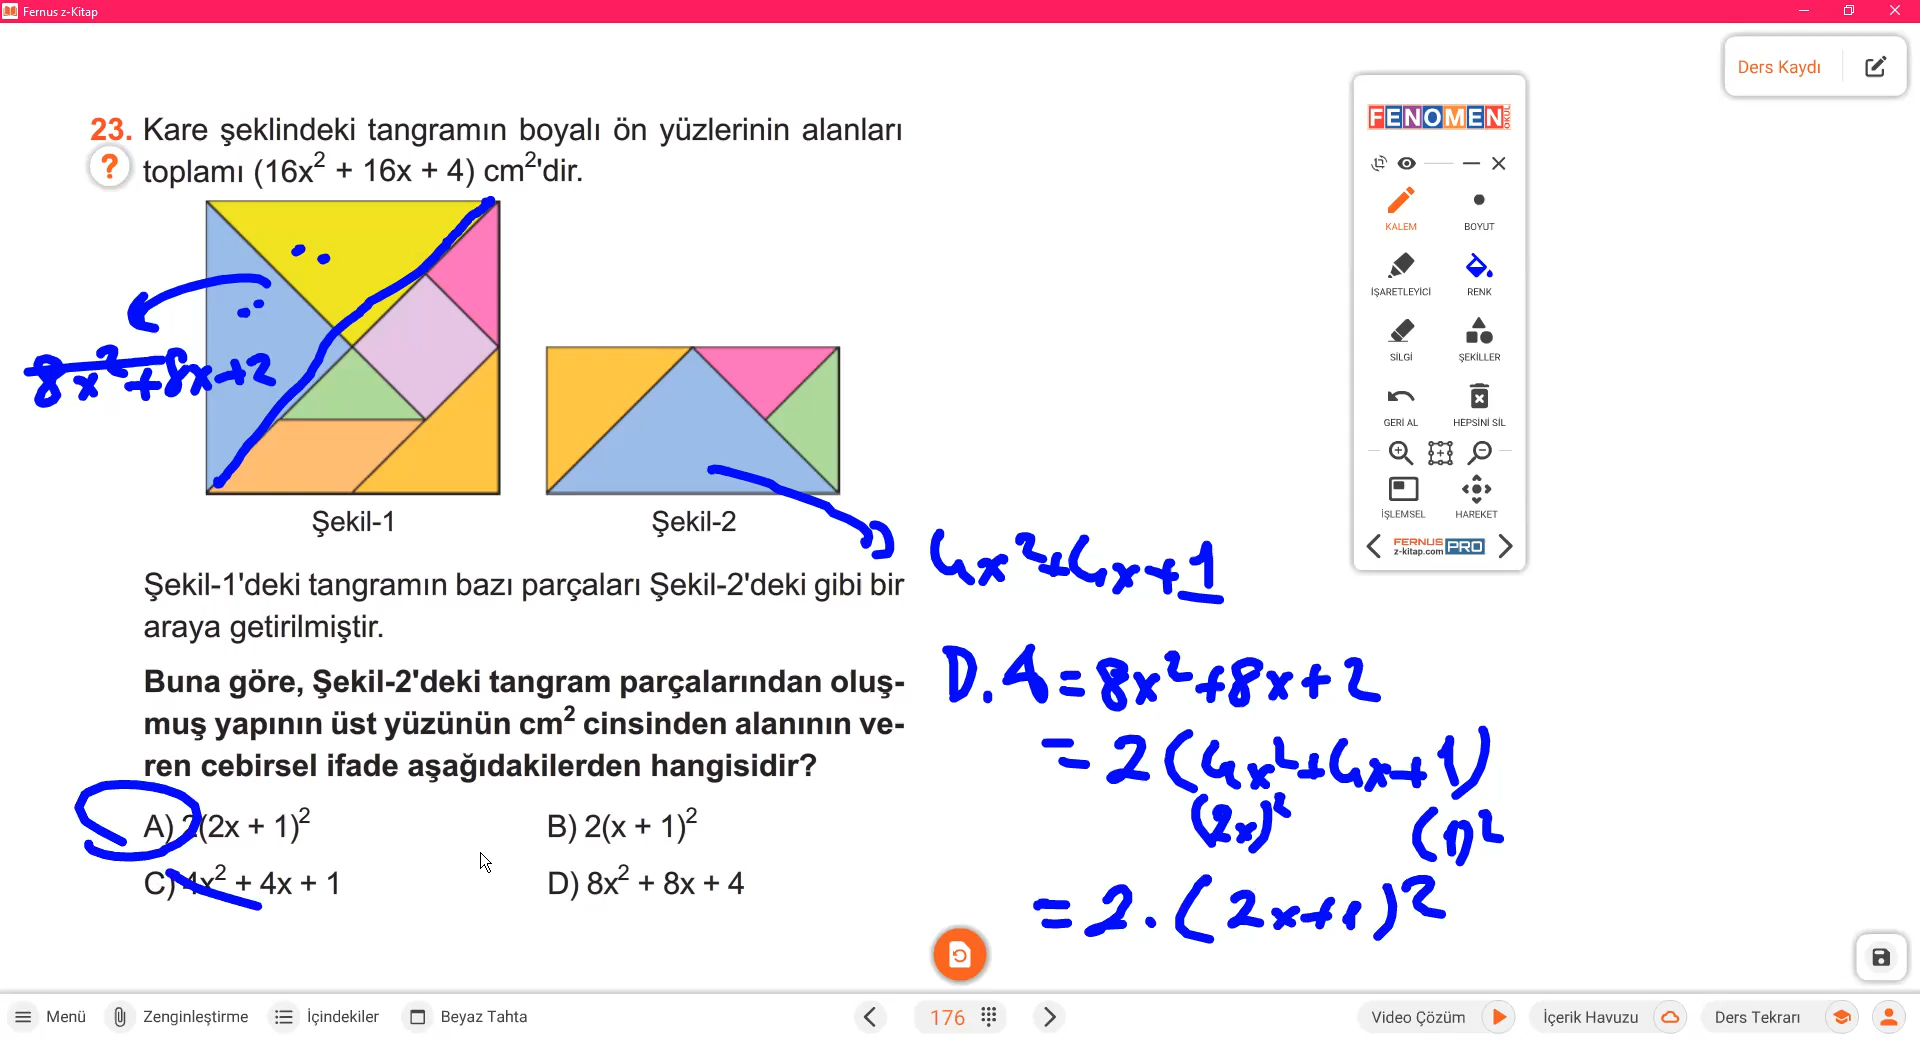 Fernus z-Kitap
Ders Kaydı
23. Kare şeklindeki tangramın boyalı ön yüzlerinin alanları
? toplamı (16x² + 16x + 4) cm²'dir.
8x²+8x+2
Şekil-1
Şekil-2
4x²+4x+1
Şekil-1'deki tangramın bazı parçaları Şekil-2'deki gibi bir
araya getirilmiştir.
Buna göre, Şekil-2'deki tangram parçalarından oluş-
muş yapının üst yüzünün cm² cinsinden alanının ve-
ren cebirsel ifade aşağıdakilerden hangisidir?
A) 2(2x + 1)²
B) 2(x + 1)²
C) 4x² + 4x + 1
D) 8x² + 8x + 4
D.A = 8x²+8x+2
= 2(4x²+4x+1)
(2x)² (1)²
= 2.(2x+1)²
FENOMEN OKUL
KALEM
BOYUT
İŞARETLEYİCİ
RENK
SİLGİ
ŞEKİLLER
GERİ AL
HEPSİNİ SİL
İŞLEMSEL
HAREKET
FERNUS
z-kitap.com PRO
Menü
Zenginleştirme
İçindekiler
Beyaz Tahta
176
Video Çözüm
İçerik Havuzu
Ders Tekrarı